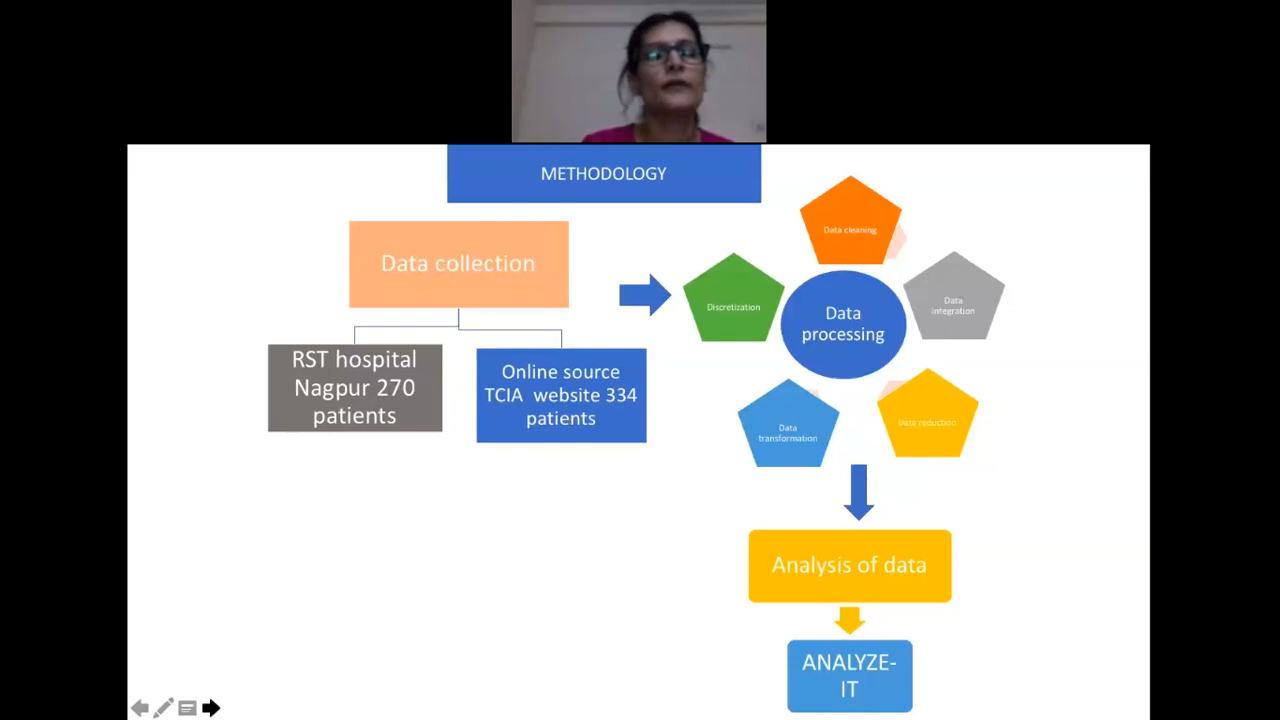 METHODOLOGY
Data collection
RST hospital
Nagpur 270
patients
Online source
TCIA website 334
patients
Data cleaning
Discretization
Data
integration
Data
processing
Data
transformation
Data reduction
Analysis of data
ANALYZE-
IT